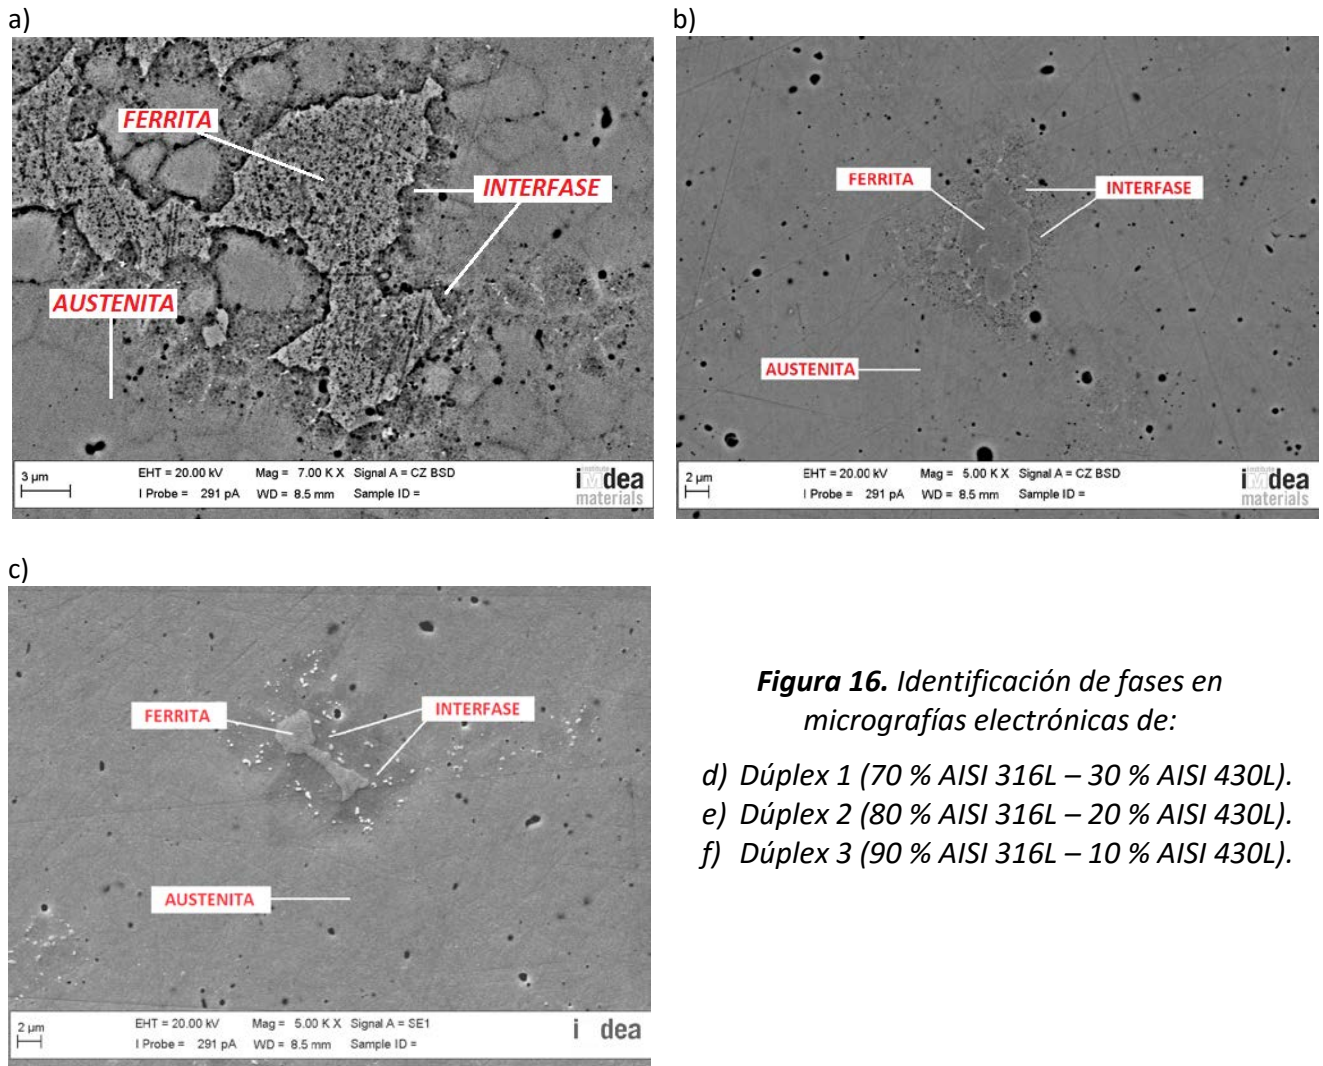 a)
FERRITA
INTERFASE
AUSTENITA
3 µm
EHT = 20.00 kV Mag = 7.00 K X Signal A = CZ BSD
I Probe = 291 pA WD = 8.5 mm Sample ID =
institute
imdea
materials
b)
FERRITA
INTERFASE
AUSTENITA
2 µm
EHT = 20.00 kV Mag = 5.00 K X Signal A = CZ BSD
I Probe = 291 pA WD = 8.5 mm Sample ID =
institute
imdea
materials
c)
FERRITA
INTERFASE
AUSTENITA
2 µm
EHT = 20.00 kV Mag = 5.00 K X Signal A = SE1
I Probe = 291 pA WD = 8.5 mm Sample ID =
i dea
Figura 16. Identificación de fases en
micrografías electrónicas de:
d) Dúplex 1 (70 % AISI 316L – 30 % AISI 430L).
e) Dúplex 2 (80 % AISI 316L – 20 % AISI 430L).
f) Dúplex 3 (90 % AISI 316L – 10 % AISI 430L).